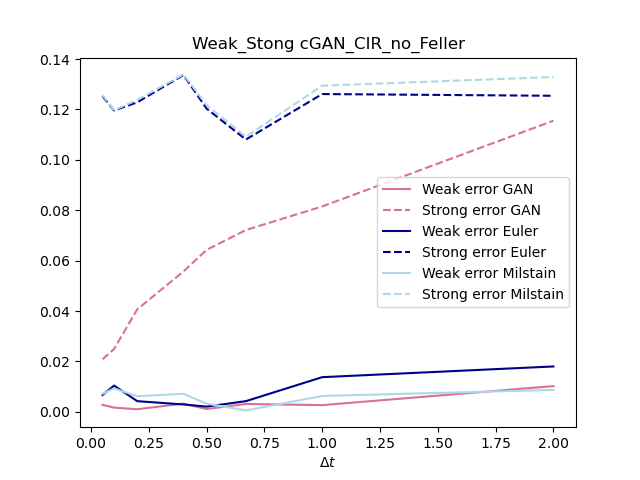 Weak_Stong cGAN_CIR_no_Feller
0.14
0.12
0.10
0.08
0.06
0.04
0.02
0.00
Weak error GAN
Strong error GAN
Weak error Euler
Strong error Euler
Weak error Milstain
Strong error Milstain
0.00 0.25 0.50 0.75 1.00 1.25 1.50 1.75 2.00
Δt